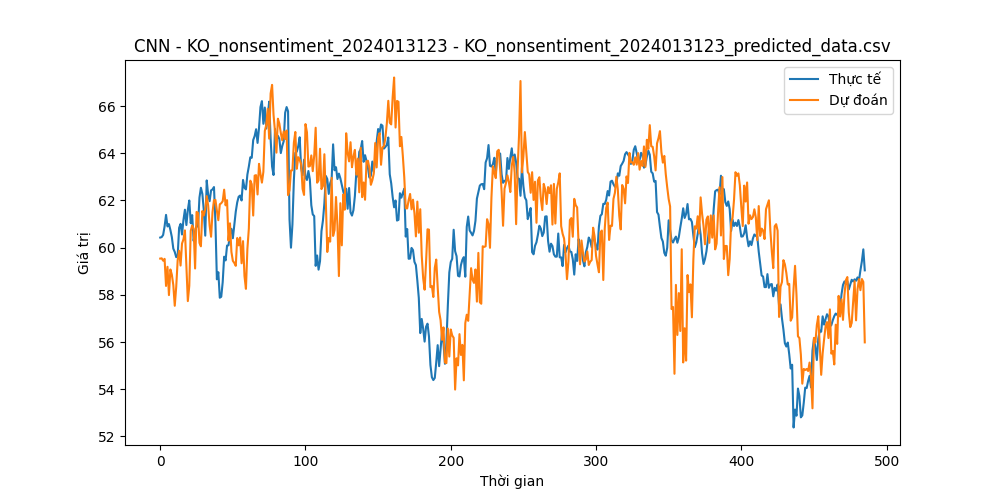 CNN - KO_nonsentiment_2024013123 - KO_nonsentiment_2024013123_predicted_data.csv
Thực tế
Dự đoán
Giá trị
66
64
62
60
58
56
54
52
0 100 200 300 400 500
Thời gian